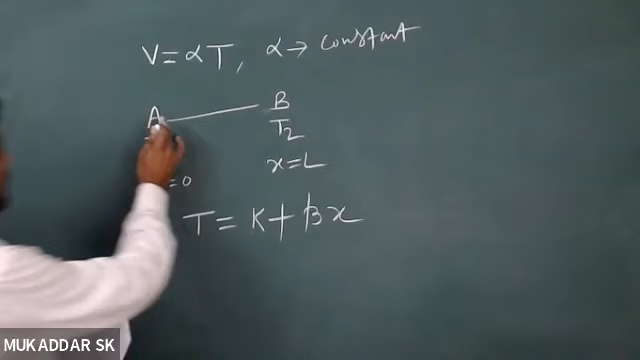 V = αT, α → constant
A B
T₂
= 0 x = L
T = K + βx
MUKADDAR SK